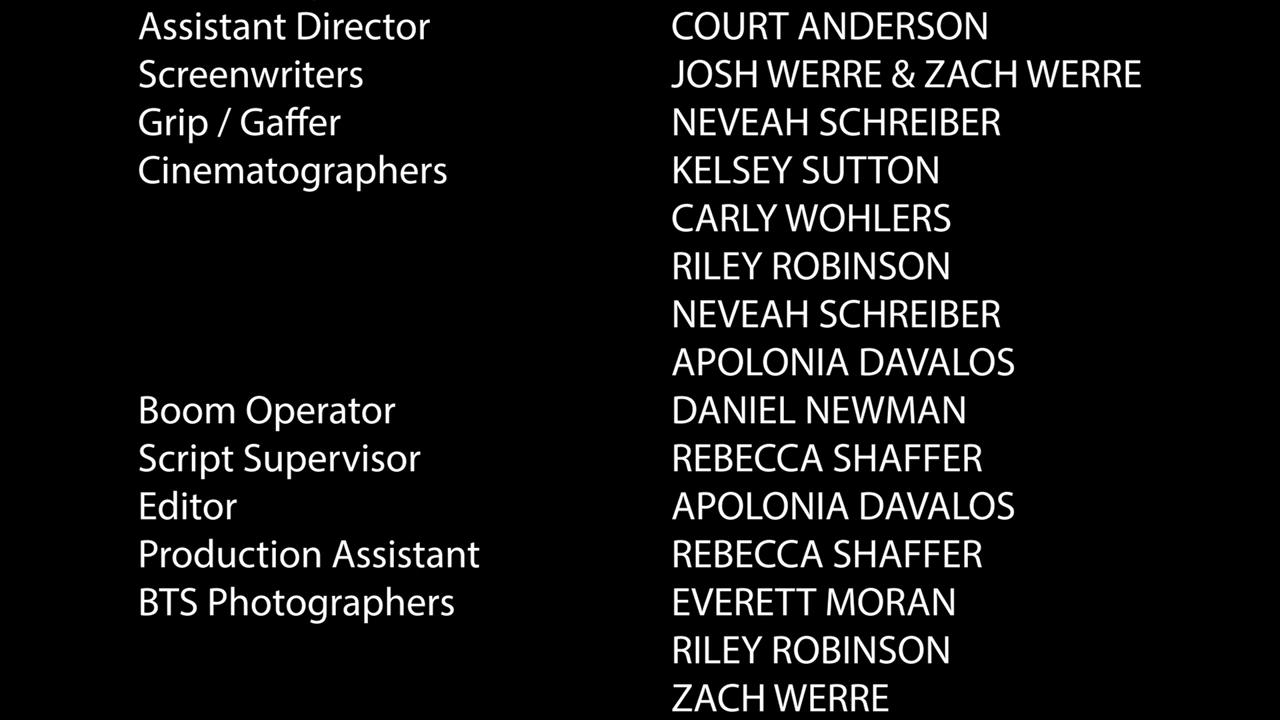 Assistant Director COURT ANDERSON
Screenwriters JOSH WERRE & ZACH WERRE
Grip / Gaffer NEVEAH SCHREIBER
Cinematographers KELSEY SUTTON
CARLY WOHLERS
RILEY ROBINSON
NEVEAH SCHREIBER
APOLONIA DAVALOS
Boom Operator DANIEL NEWMAN
Script Supervisor REBECCA SHAFFER
Editor APOLONIA DAVALOS
Production Assistant REBECCA SHAFFER
BTS Photographers EVERETT MORAN
RILEY ROBINSON
ZACH WERRE